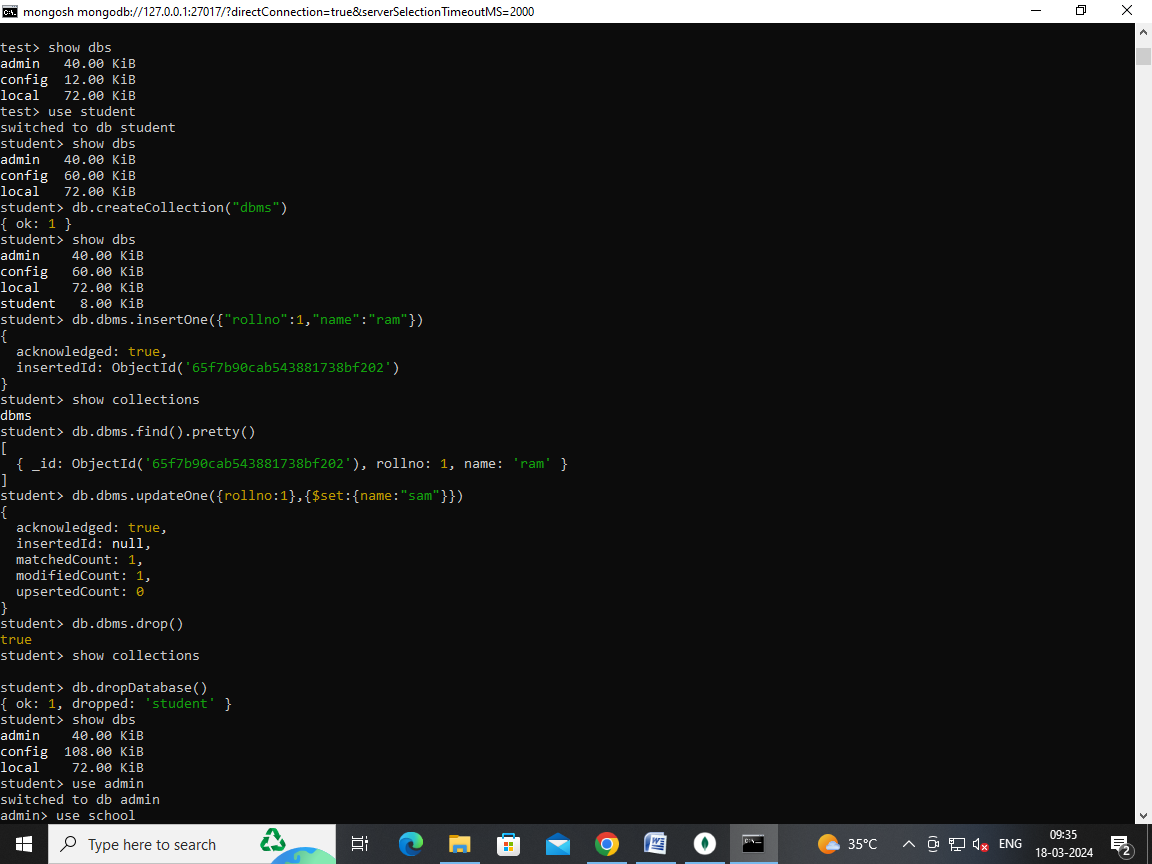 mongosh mongodb://127.0.0.1:27017/?directConnection=true&serverSelectionTimeoutMS=2000
test> show dbs
admin   40.00 KiB
config  12.00 KiB
local   72.00 KiB
test> use student
switched to db student
student> show dbs
admin   40.00 KiB
config  60.00 KiB
local   72.00 KiB
student> db.createCollection("dbms")
{ ok: 1 }
student> show dbs
admin    40.00 KiB
config   60.00 KiB
local    72.00 KiB
student   8.00 KiB
student> db.dbms.insertOne({"rollno":1,"name":"ram"})
{
  acknowledged: true,
  insertedId: ObjectId('65f7b90cab543881738bf202')
}
student> show collections
dbms
student> db.dbms.find().pretty()
[
  { _id: ObjectId('65f7b90cab543881738bf202'), rollno: 1, name: 'ram' }
]
student> db.dbms.updateOne({rollno:1},{$set:{name:"sam"}})
{
  acknowledged: true,
  insertedId: null,
  matchedCount: 1,
  modifiedCount: 1,
  upsertedCount: 0
}
student> db.dbms.drop()
true
student> show collections
student> db.dropDatabase()
{ ok: 1, dropped: 'student' }
student> show dbs
admin    40.00 KiB
config  108.00 KiB
local    72.00 KiB
student> use admin
switched to db admin
admin> use school
Type here to search
35°C
ENG
09:35
18-03-2024
2